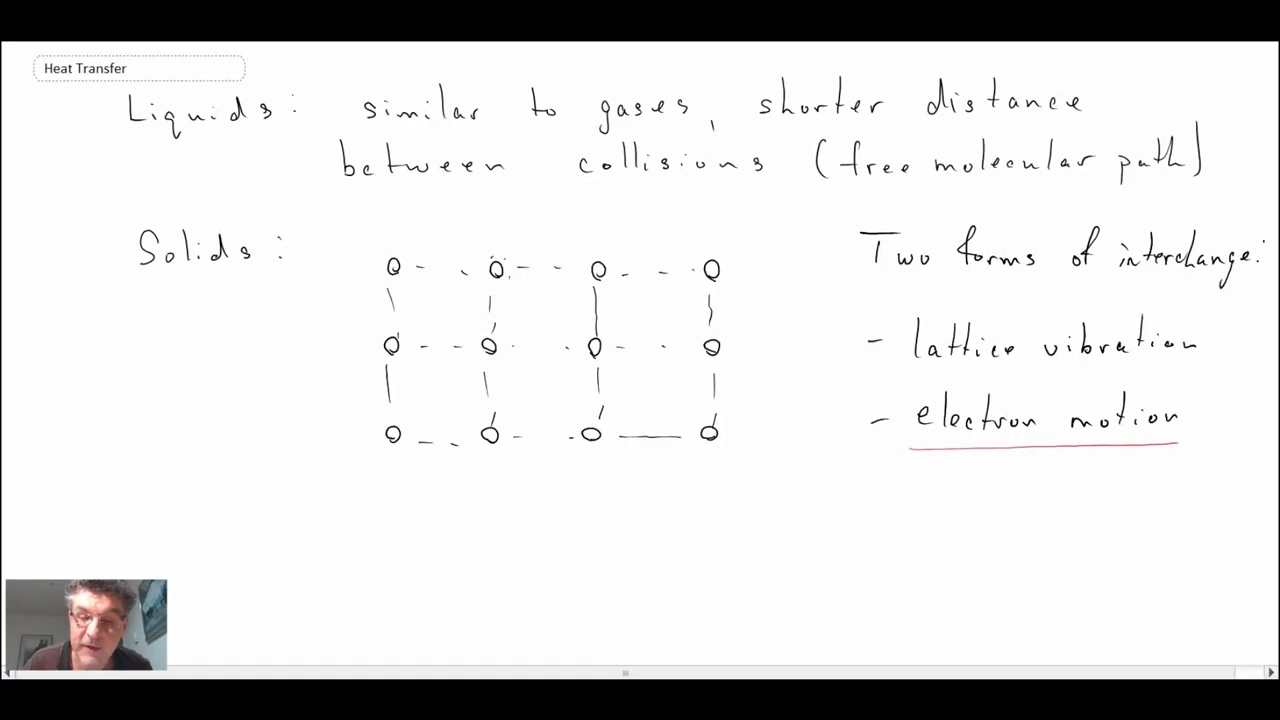 Heat Transfer
Liquids: similar to gases, shorter distance
between collisions (free molecular path)
Solids:
Two forms of interchange:
- lattice vibration
- electron motion